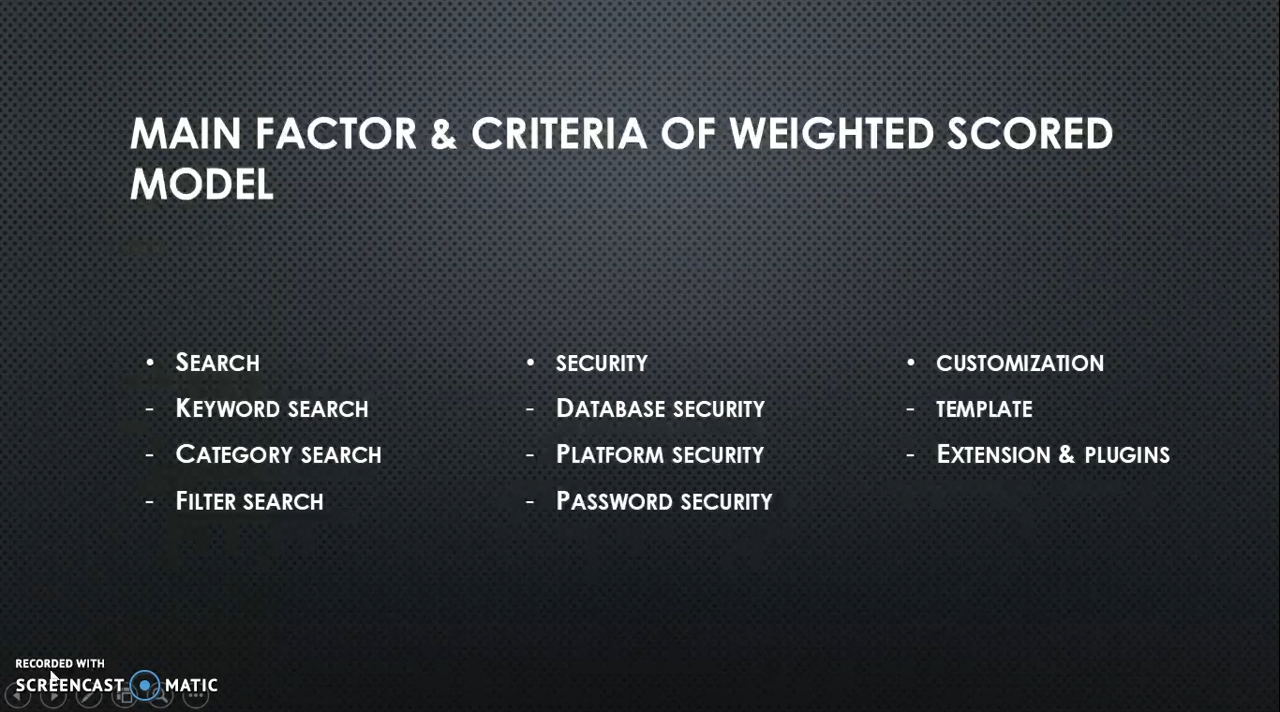 MAIN FACTOR & CRITERIA OF WEIGHTED SCORED
MODEL
• SEARCH
- KEYWORD SEARCH
- CATEGORY SEARCH
- FILTER SEARCH
• SECURITY
- DATABASE SECURITY
- PLATFORM SECURITY
- PASSWORD SECURITY
• CUSTOMIZATION
- TEMPLATE
- EXTENSION & PLUGINS
RECORDED WITH
SCREENCAST MATIC